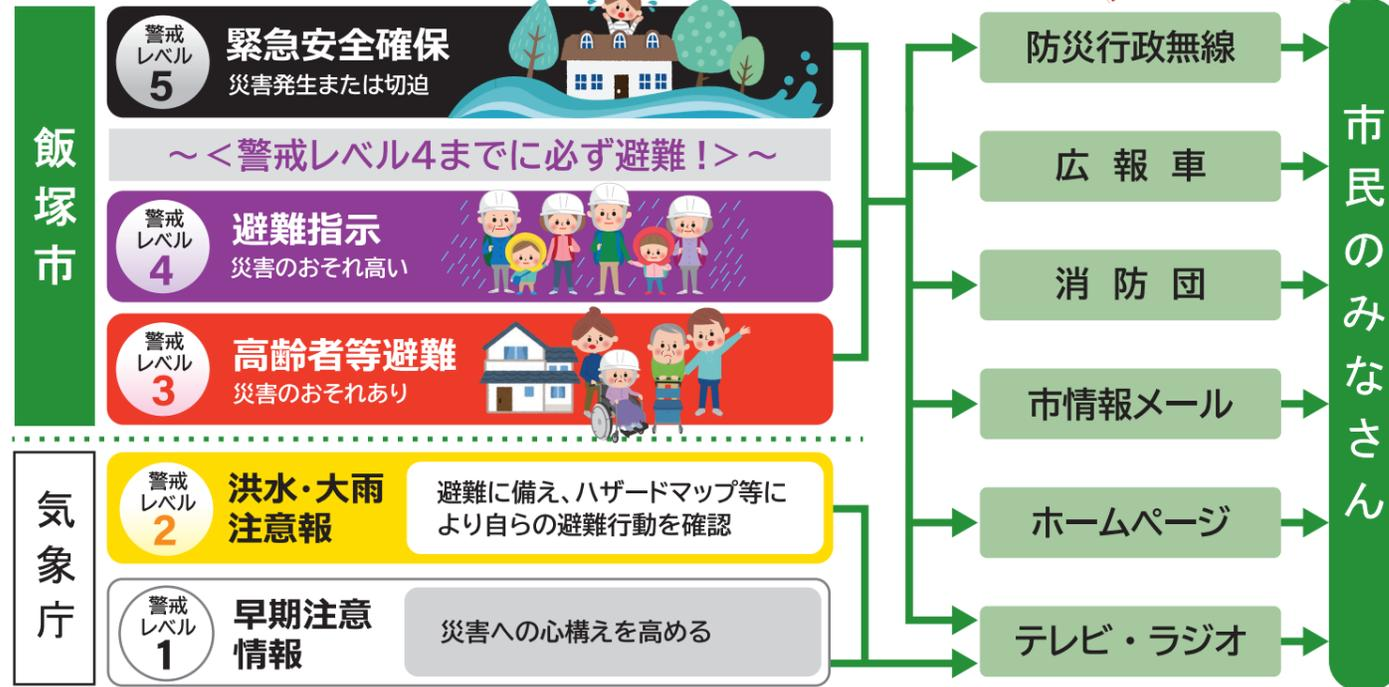 飯塚市
警戒
レベル
5
緊急安全確保
災害発生または切迫
～＜警戒レベル4までに必ず避難！＞～
警戒
レベル
4
避難指示
災害のおそれ高い
警戒
レベル
3
高齢者等避難
災害のおそれあり
気象庁
警戒
レベル
2
洪水・大雨
注意報
避難に備え、ハザードマップ等に
より自らの避難行動を確認
警戒
レベル
1
早期注意
情報
災害への心構えを高める
防災行政無線
広報車
消防団
市情報メール
ホームページ
テレビ・ラジオ
市民のみなさん